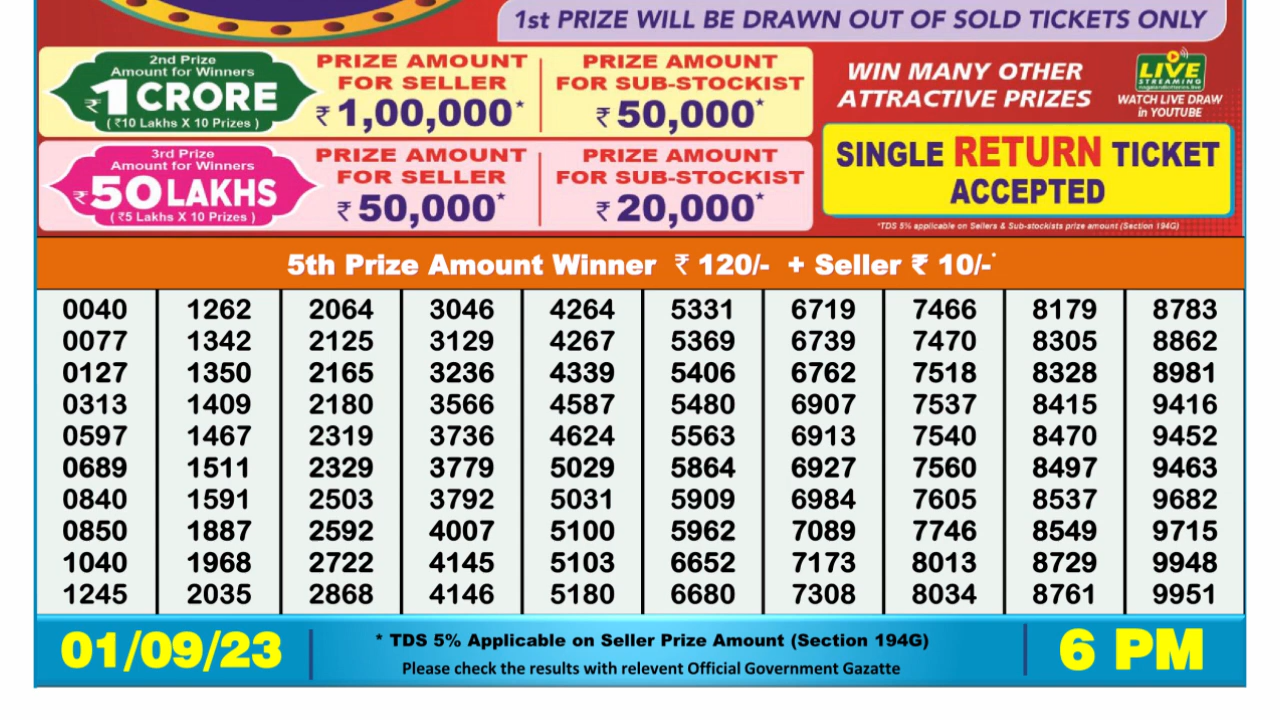 1st PRIZE WILL BE DRAWN OUT OF SOLD TICKETS ONLY
2nd Prize
Amount for Winners
₹1 CRORE
(₹10 Lakhs X 10 Prizes)
PRIZE AMOUNT
FOR SELLER
₹ 1,00,000*
PRIZE AMOUNT
FOR SUB-STOCKIST
₹ 50,000*
3rd Prize
Amount for Winners
₹50 LAKHS
(₹5 Lakhs X 10 Prizes)
PRIZE AMOUNT
FOR SELLER
₹ 50,000*
PRIZE AMOUNT
FOR SUB-STOCKIST
₹ 20,000*
WIN MANY OTHER
ATTRACTIVE PRIZES
LIVE
STREAMING
WATCH LIVE DRAW
in YOUTUBE
SINGLE RETURN TICKET
ACCEPTED
*TDS 5% applicable on Sellers & Sub-stockists prize amount (Section 194G)
5th Prize Amount Winner ₹ 120/- + Seller ₹ 10/-*
0040 1262 2064 3046 4264 5331 6719 7466 8179 8783
0077 1342 2125 3129 4267 5369 6739 7470 8305 8862
0127 1350 2165 3236 4339 5406 6762 7518 8328 8981
0313 1409 2180 3566 4587 5480 6907 7537 8415 9416
0597 1467 2319 3736 4624 5563 6913 7540 8470 9452
0689 1511 2329 3779 5029 5864 6927 7560 8497 9463
0840 1591 2503 3792 5031 5909 6984 7605 8537 9682
0850 1887 2592 4007 5100 5962 7089 7746 8549 9715
1040 1968 2722 4145 5103 6652 7173 8013 8729 9948
1245 2035 2868 4146 5180 6680 7308 8034 8761 9951
01/09/23
* TDS 5% Applicable on Seller Prize Amount (Section 194G)
Please check the results with relevent Official Government Gazatte
6 PM